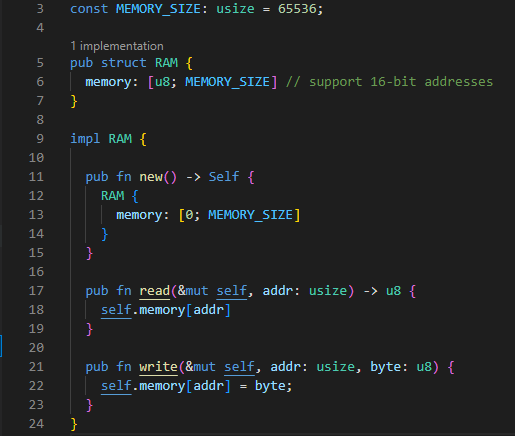 3 const MEMORY_SIZE: usize = 65536;
4
1 implementation
5 pub struct RAM {
6   memory: [u8; MEMORY_SIZE] // support 16-bit addresses
7 }
8
9 impl RAM {
10
11   pub fn new() -> Self {
12     RAM {
13       memory: [0; MEMORY_SIZE]
14     }
15   }
16
17   pub fn read(&mut self, addr: usize) -> u8 {
18     self.memory[addr]
19   }
20
21   pub fn write(&mut self, addr: usize, byte: u8) {
22     self.memory[addr] = byte;
23   }
24 }